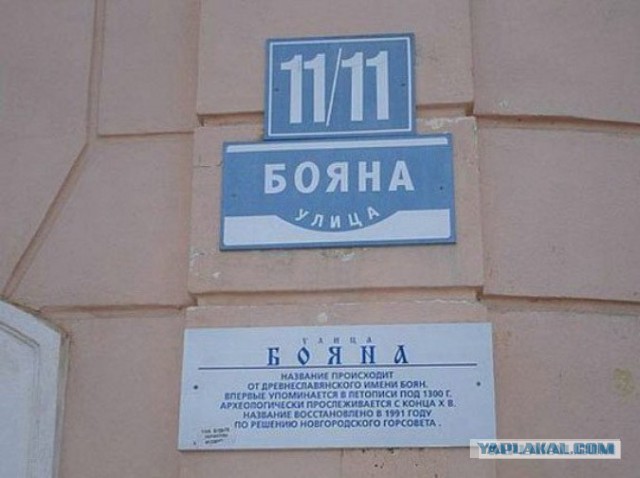 11/11
БОЯНА
УЛИЦА
УЛИЦА
БОЯНА
НАЗВАНИЕ ПРОИСХОДИТ
ОТ ДРЕВНЕСЛАВЯНСКОГО ИМЕНИ БОЯН.
ВПЕРВЫЕ УПОМИНАЕТСЯ В ЛЕТОПИСИ ПОД 1300 Г.
АРХЕОЛОГИЧЕСКИ ПРОСЛЕЖИВАЕТСЯ С КОНЦА X В.
НАЗВАНИЕ ВОССТАНОВЛЕНО В 1991 ГОДУ
ПО РЕШЕНИЮ НОВГОРОДСКОГО ГОРСОВЕТА.
YAPLAKAL.COM